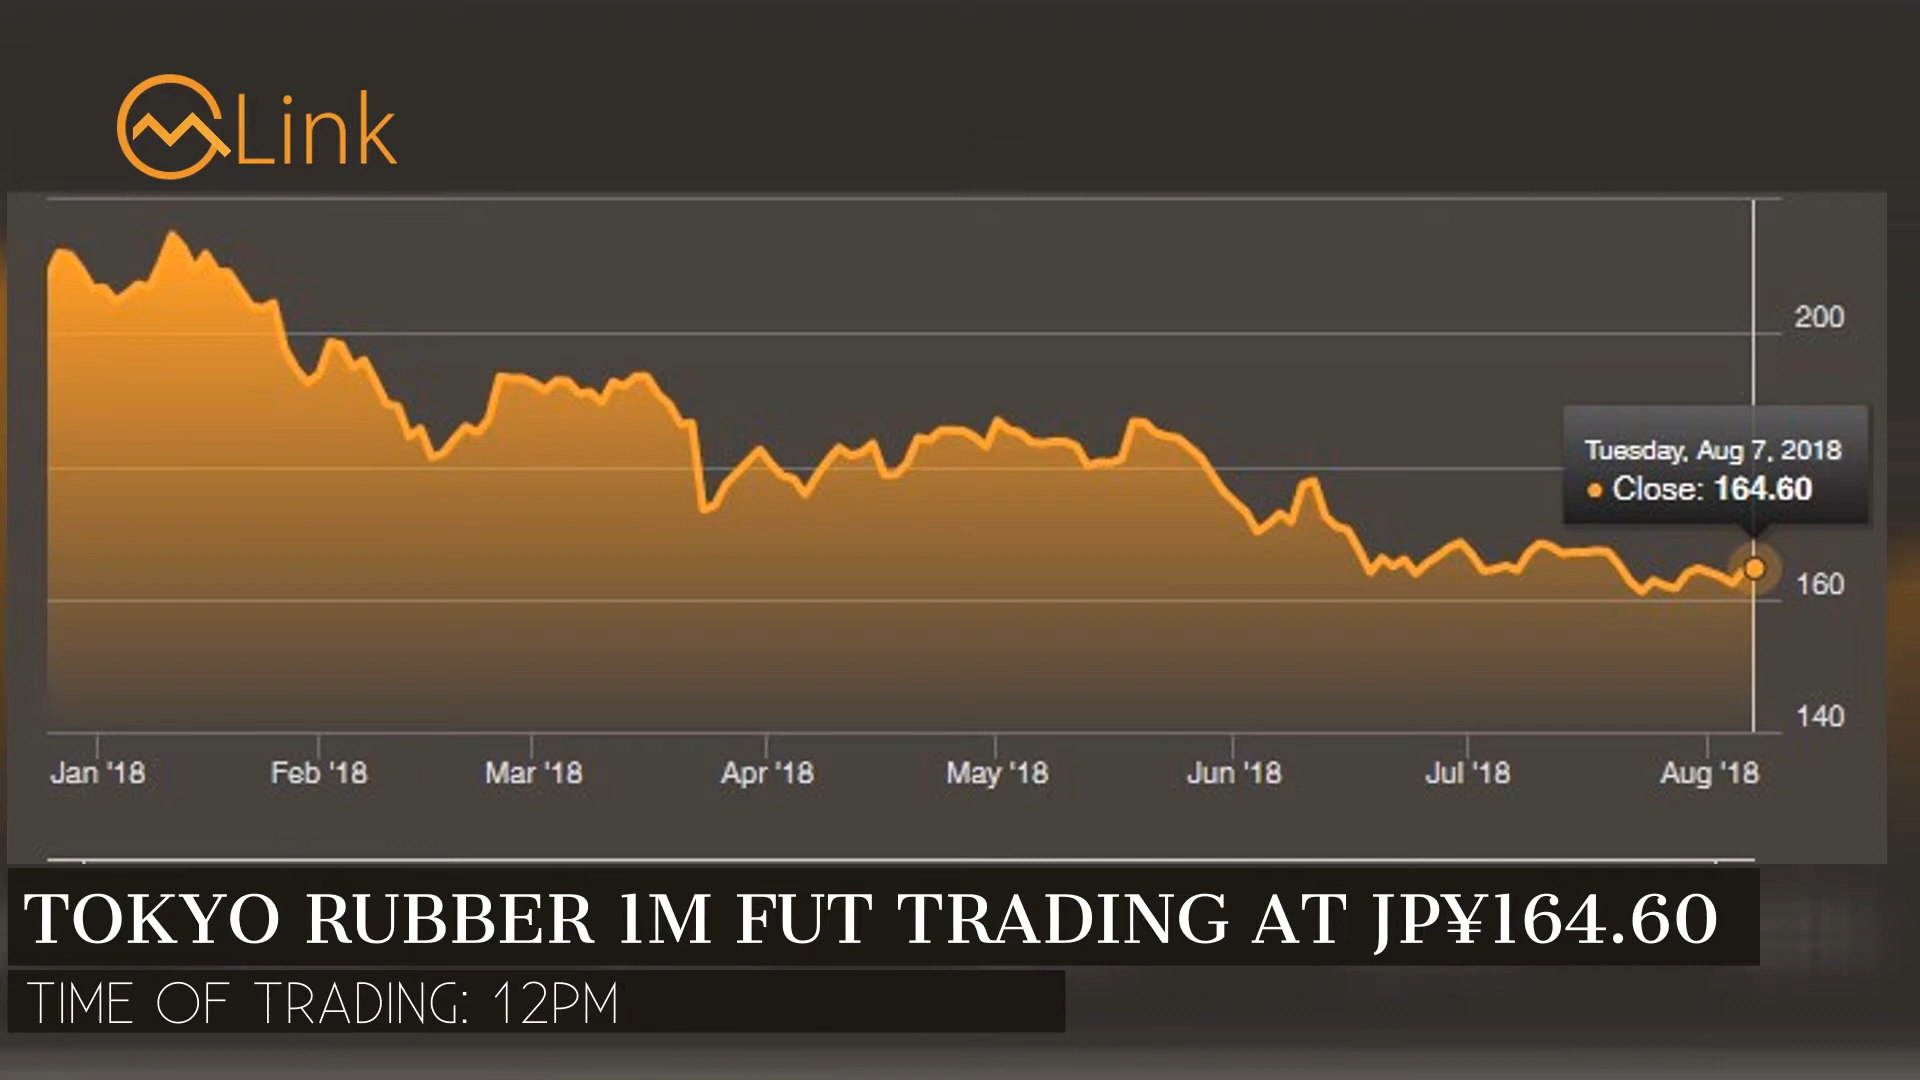 Link
200
Tuesday, Aug 7, 2018
Close: 164.60
160
140
Jan '18 Feb '18 Mar '18 Apr '18 May '18 Jun '18 Jul '18 Aug '18
TOKYO RUBBER 1M FUT TRADING AT JP¥164.60
TIME OF TRADING: 12PM